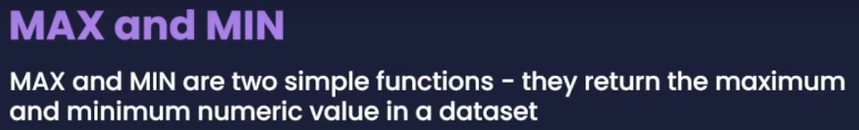 MAX and MIN
MAX and MIN are two simple functions - they return the maximum
and minimum numeric value in a dataset